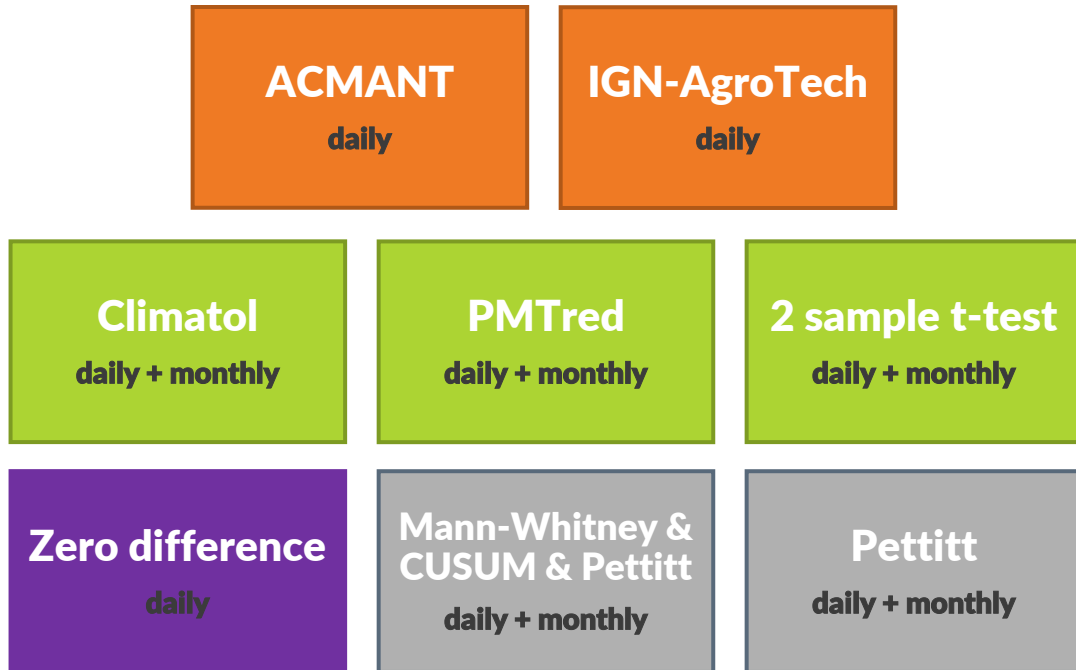 ACMANT
daily
IGN-AgroTech
daily
Climatol
daily + monthly
PMTred
daily + monthly
2 sample t-test
daily + monthly
Zero difference
daily
Mann-Whitney &
CUSUM & Pettitt
daily + monthly
Pettitt
daily + monthly